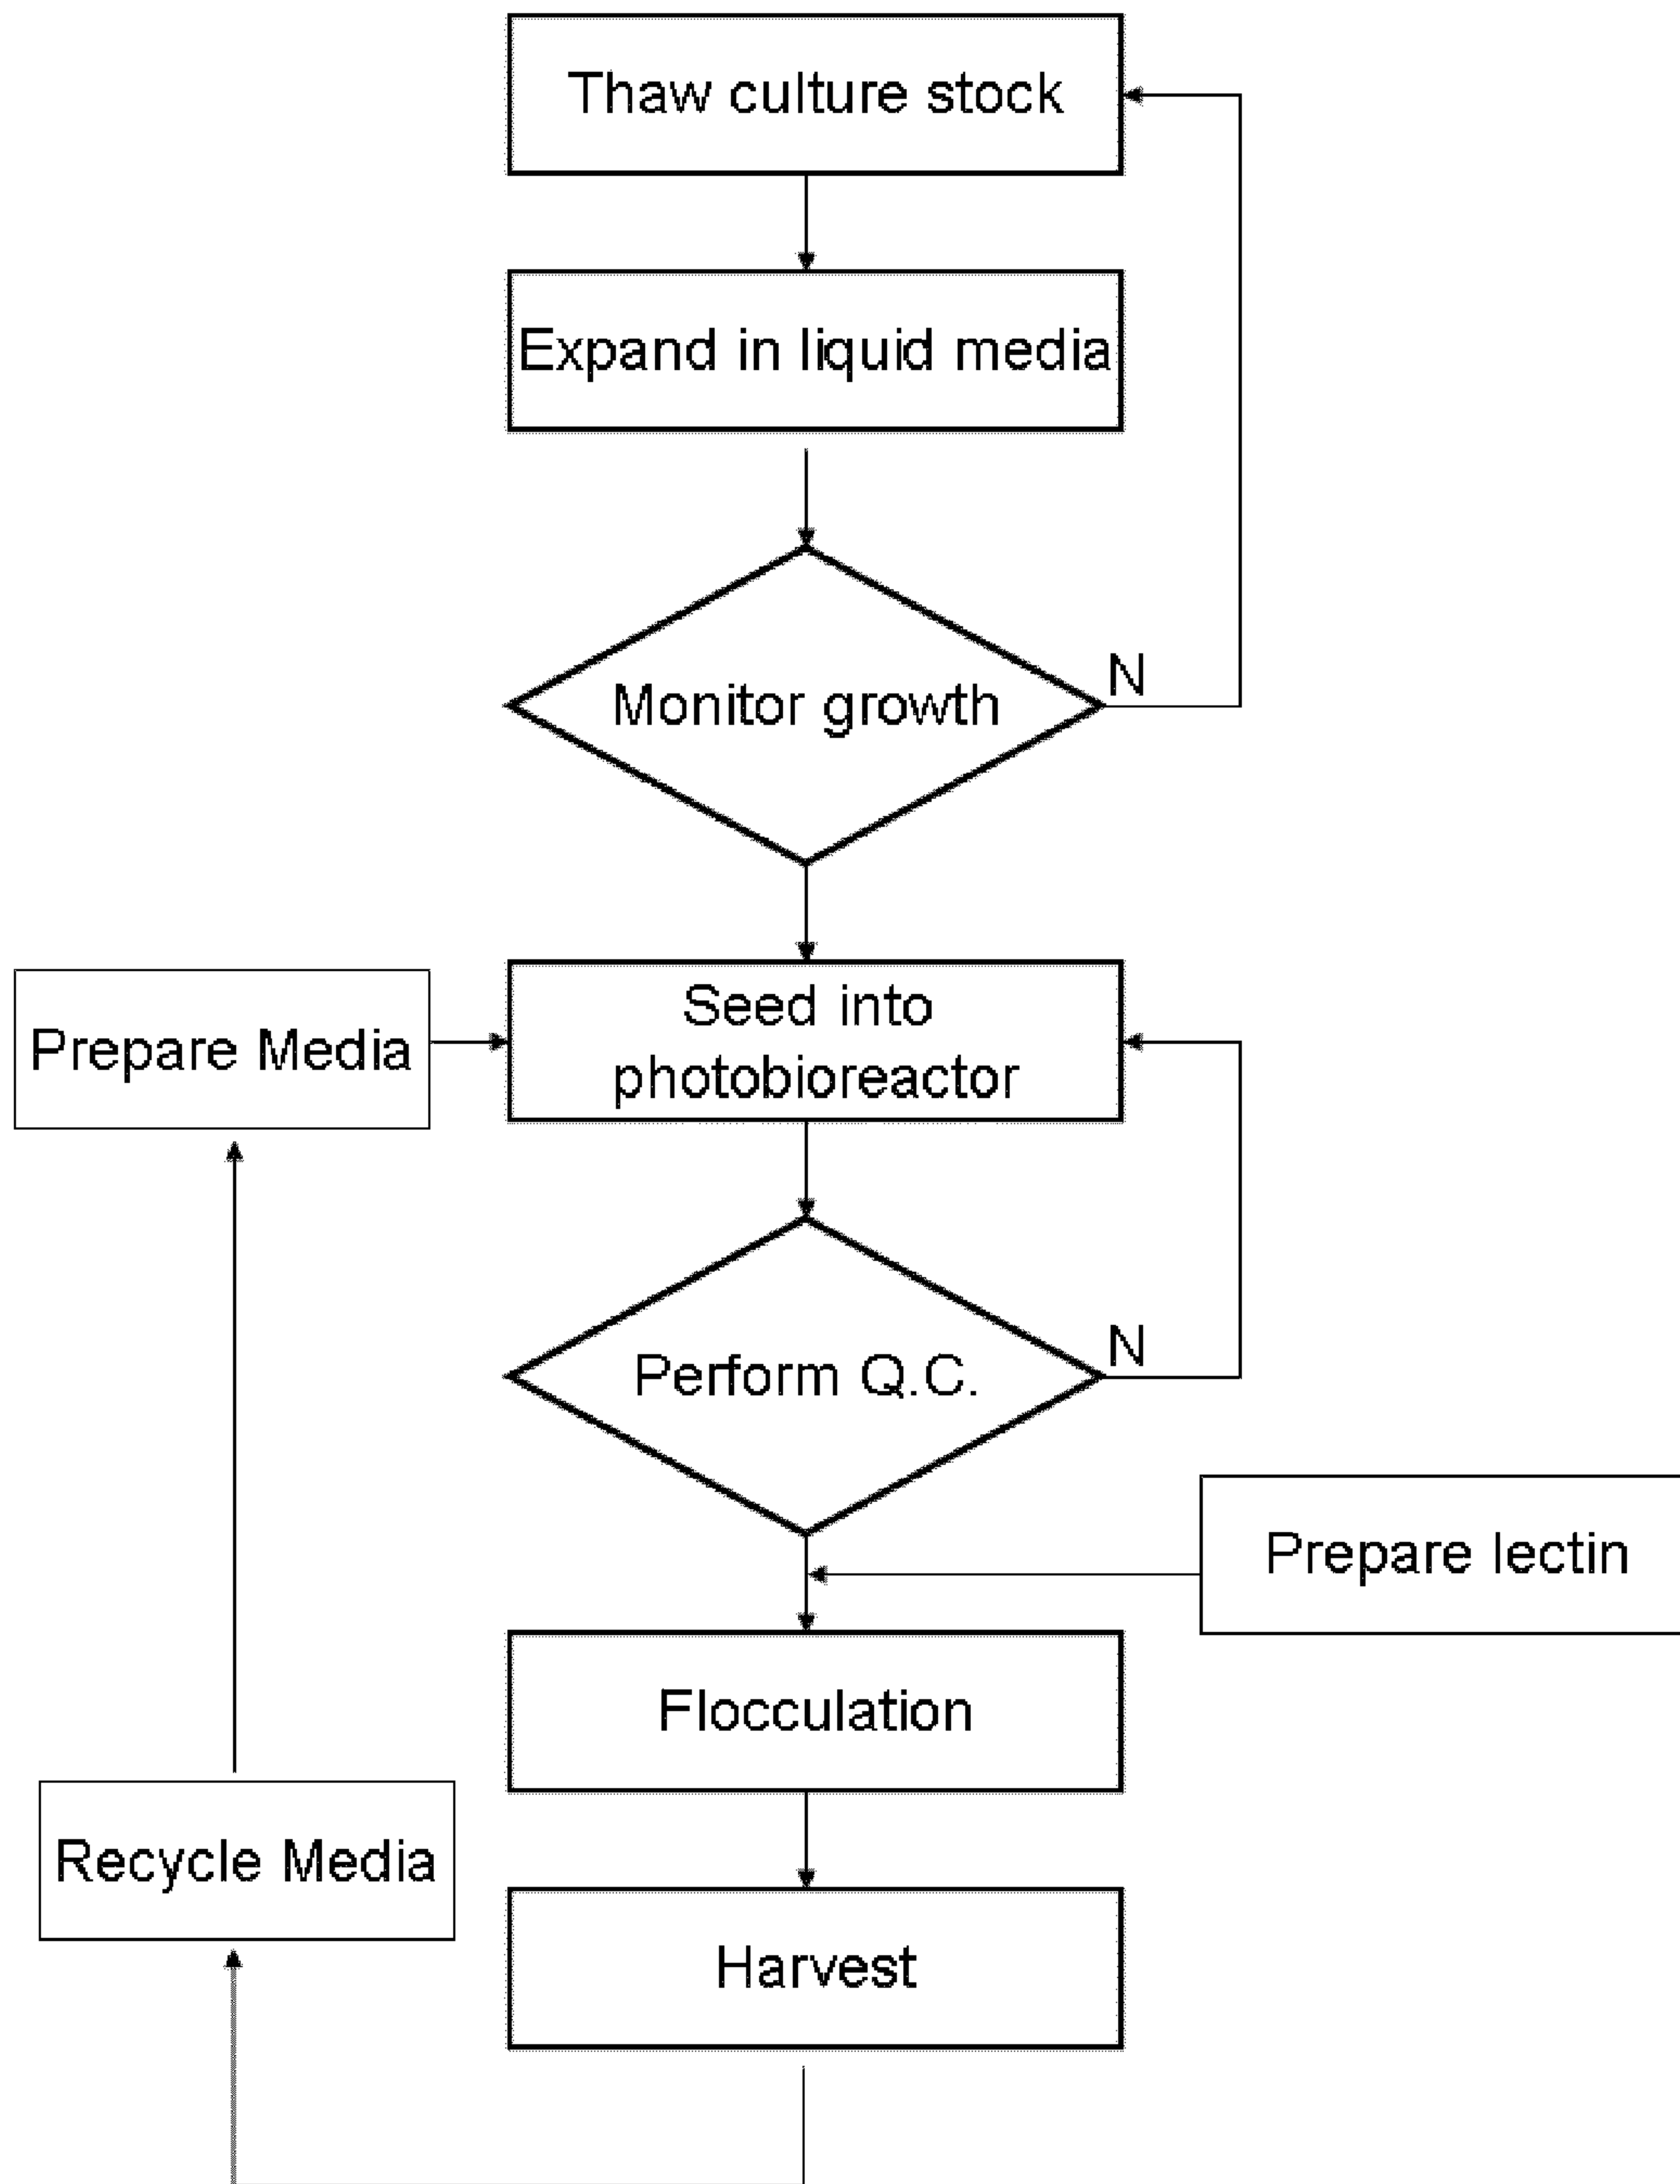 Thaw culture stock
Expand in liquid media
Monitor growth
N
Prepare Media
Seed into
photobioreactor
Perform Q.C.
N
Prepare lectin
Flocculation
Recycle Media
Harvest